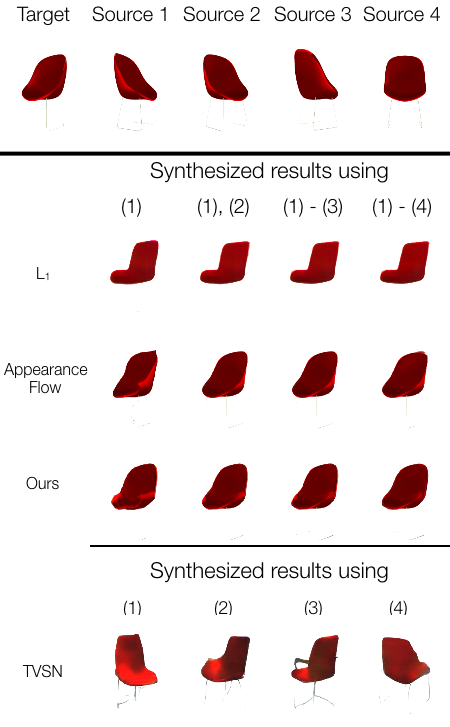 Target Source 1 Source 2 Source 3 Source 4
Synthesized results using
(1) (1), (2) (1) - (3) (1) - (4)
L₁
Appearance
Flow
Ours
Synthesized results using
(1) (2) (3) (4)
TVSN